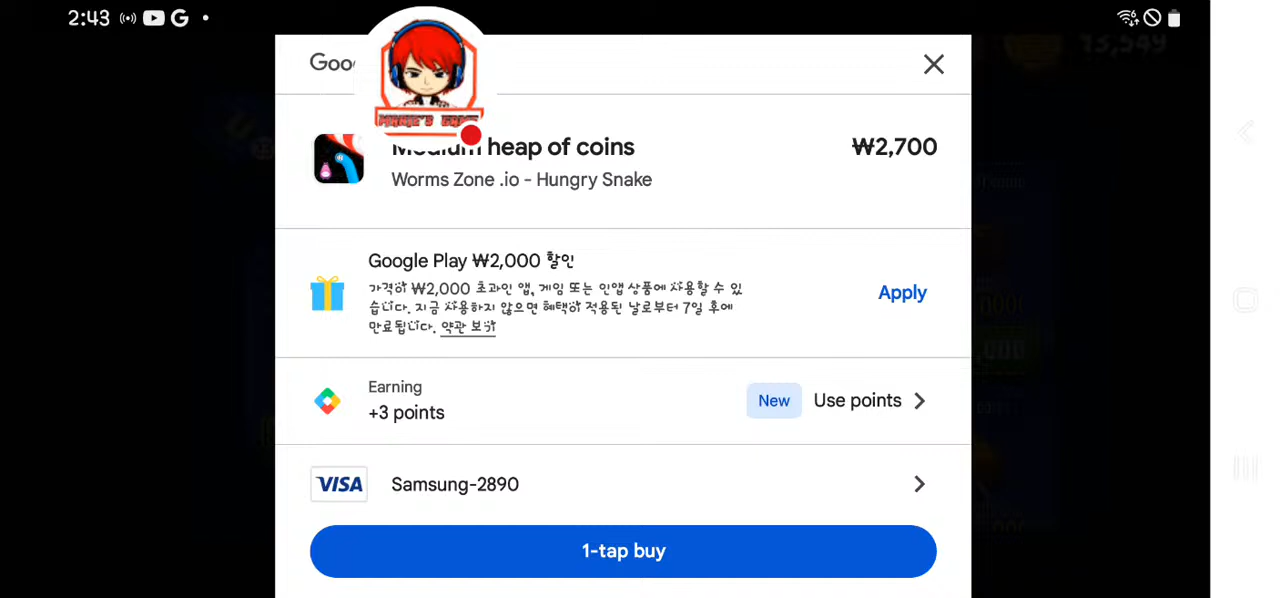 2:43
Goo
heap of coins
₩2,700
Worms Zone .io - Hungry Snake
Google Play ₩2,000 할인
가격이 ₩2,000 초과인 앱, 게임 또는 인앱 상품에 사용할 수 있
습니다. 지금 사용하지 않으면 혜택이 적용된 날로부터 7일 후에
만료됩니다. 약관 보기
Apply
Earning
+3 points
New
Use points
VISA
Samsung-2890
1-tap buy
13,549